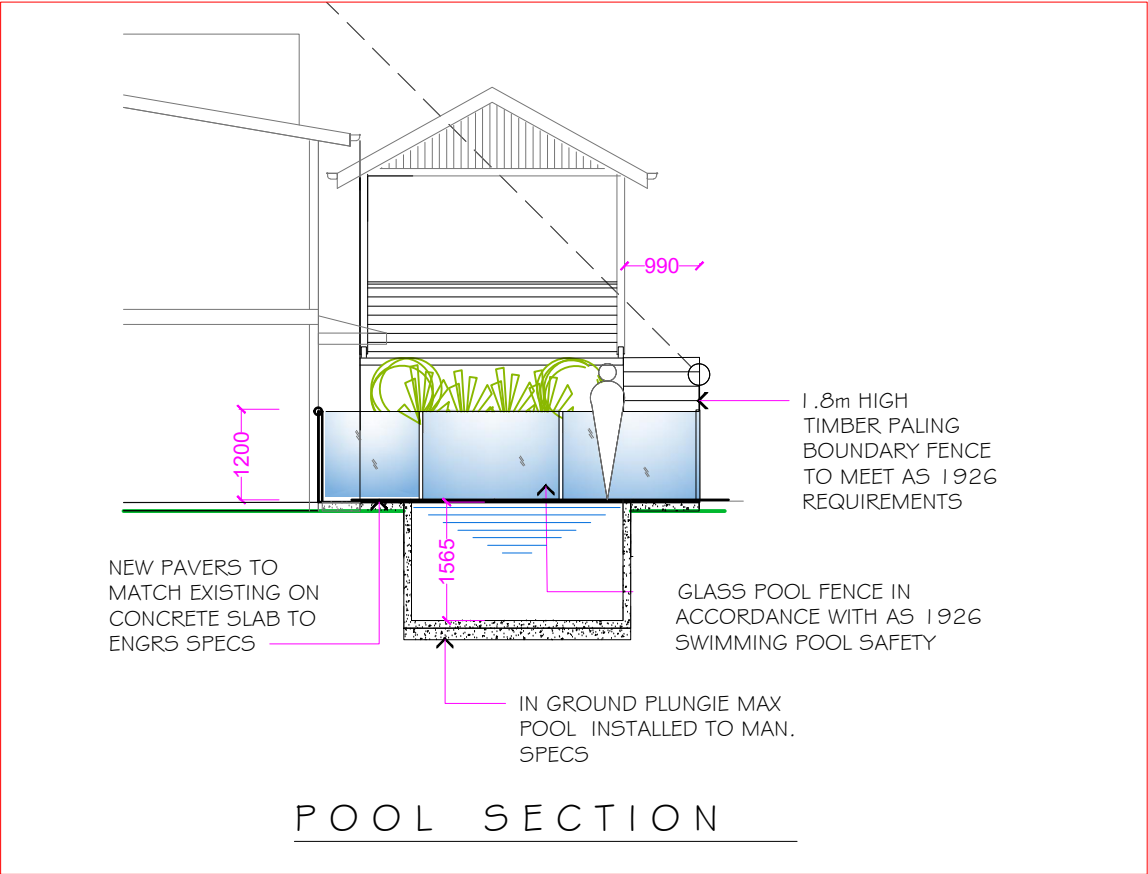 990
1200
1.8m HIGH
TIMBER PALING
BOUNDARY FENCE
TO MEET AS 1926
REQUIREMENTS
1565
NEW PAVERS TO
MATCH EXISTING ON
CONCRETE SLAB TO
ENGRS SPECS
GLASS POOL FENCE IN
ACCORDANCE WITH AS 1926
SWIMMING POOL SAFETY
IN GROUND PLUNGIE MAX
POOL INSTALLED TO MAN.
SPECS
POOL SECTION